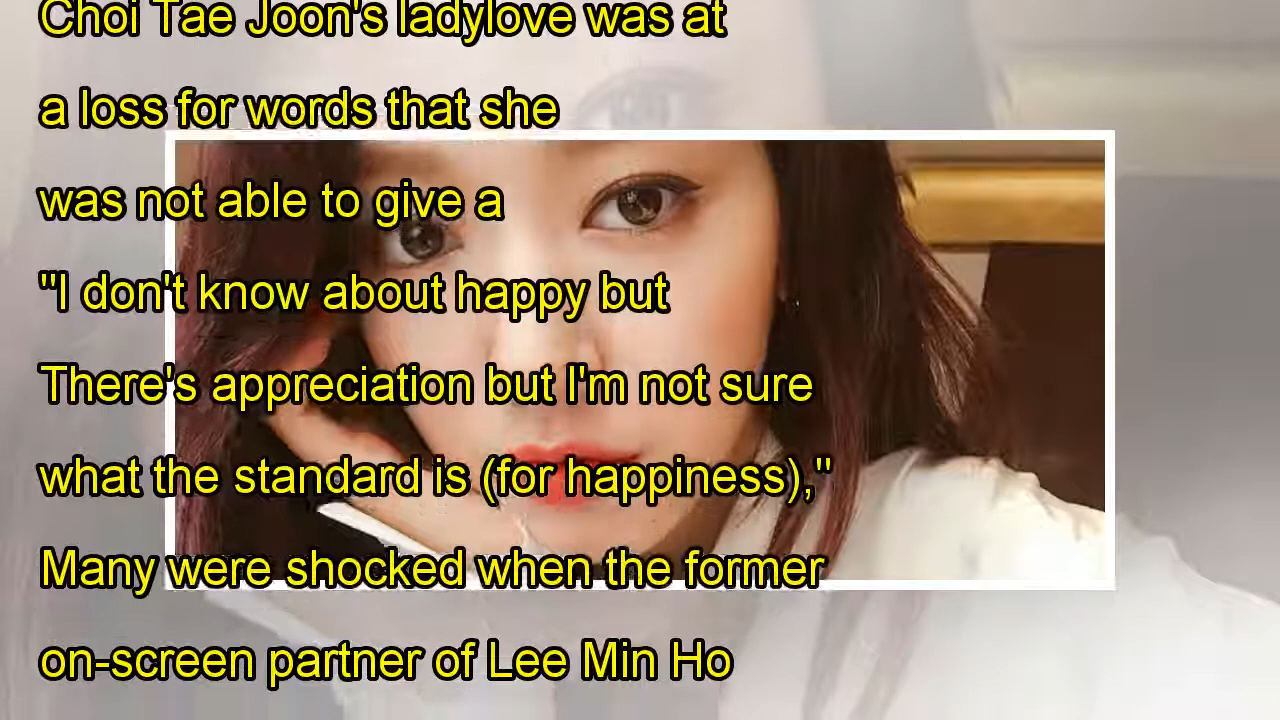 Choi Tae Joon's ladylove was at
a loss for words that she
was not able to give a
"I don't know about happy but
There's appreciation but I'm not sure
what the standard is (for happiness),"
Many were shocked when the former
on-screen partner of Lee Min Ho